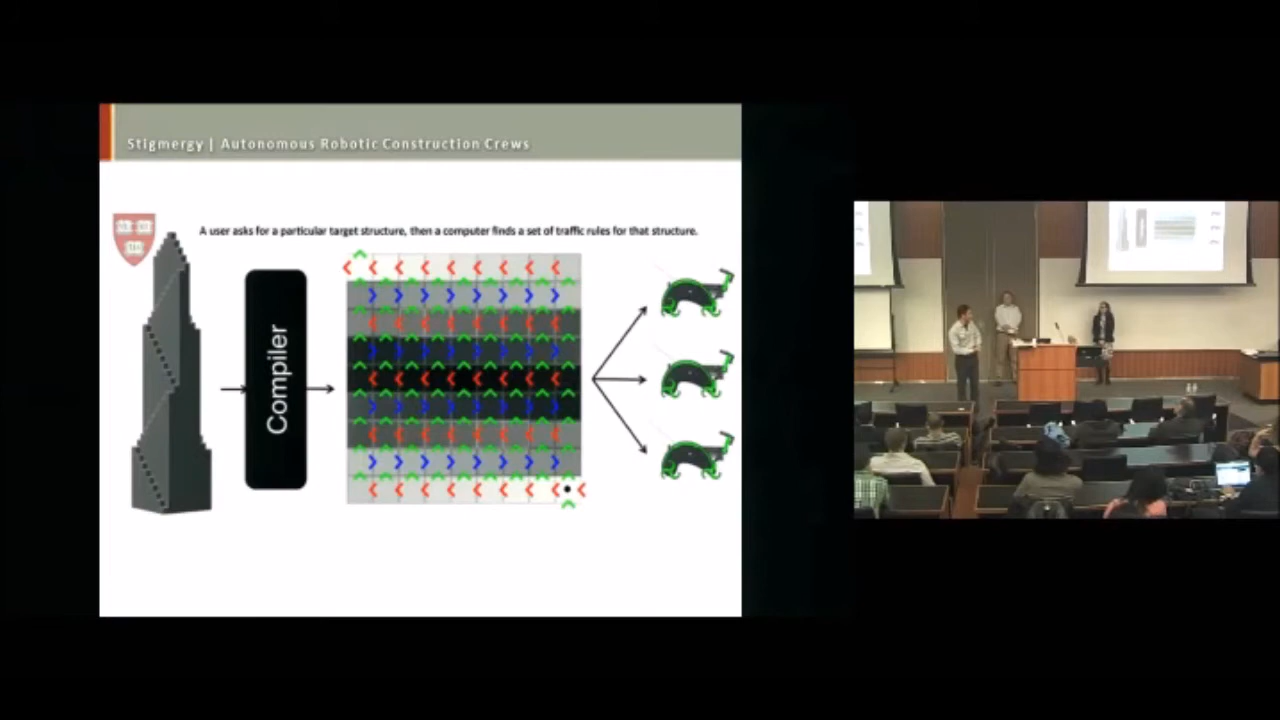 Stigmergy | Autonomous Robotic Construction Crews
A user asks for a particular target structure, then a computer finds a set of traffic rules for that structure.
Compiler